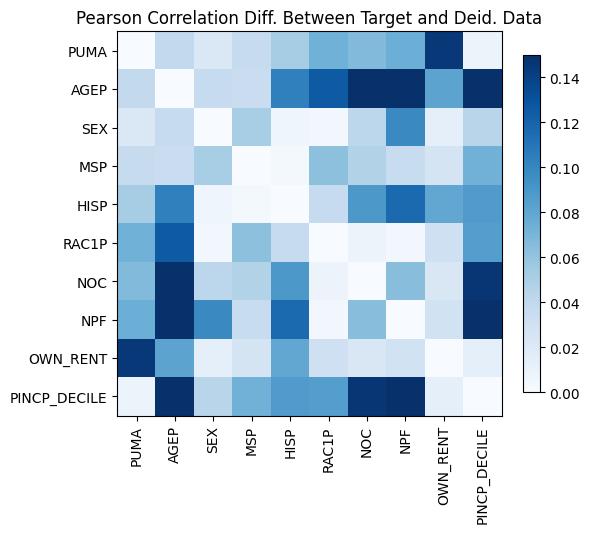 Pearson Correlation Diff. Between Target and Deid. Data
PUMA
AGEP
SEX
MSP
HISP
RAC1P
NOC
NPF
OWN_RENT
PINCP_DECILE
PUMA
AGEP
SEX
MSP
HISP
RAC1P
NOC
NPF
OWN_RENT
PINCP_DECILE
0.14
0.12
0.10
0.08
0.06
0.04
0.02
0.00